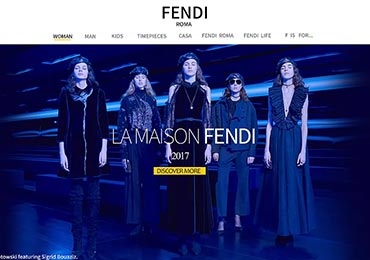 FENDI
ROMA
WOMAN MAN KIDS TIMEPIECES CASA FENDI ROMA FENDI LIFE F IS FOR...
LA MAISON FENDI
2017
DISCOVER MORE
towski featuring Sigrid Bouaziz.